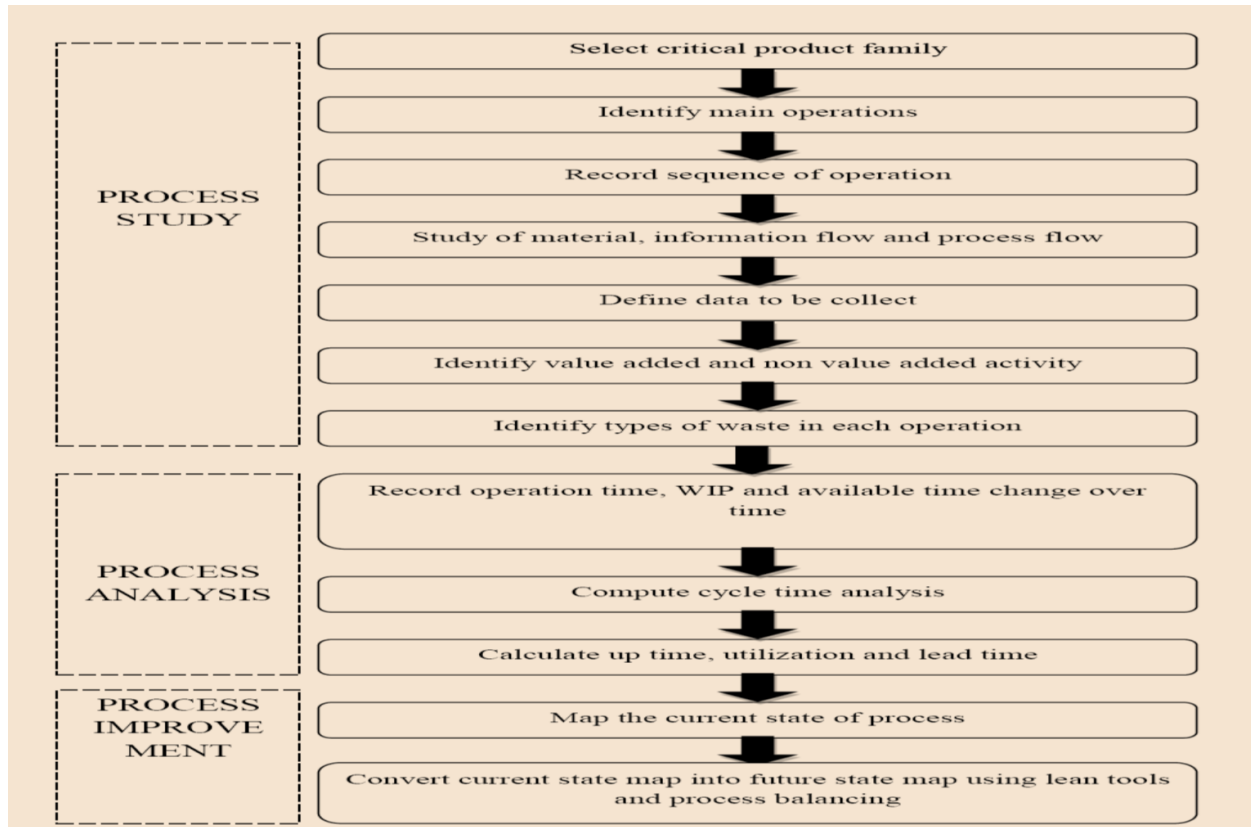 Select critical product family
Identify main operations
Record sequence of operation
PROCESS
STUDY
Study of material, information flow and process flow
Define data to be collect
Identify value added and non value added activity
Identify types of waste in each operation
Record operation time, WIP and available time change over
time
PROCESS
ANALYSIS
Compute cycle time analysis
Calculate up time, utilization and lead time
PROCESS
IMPROVE
MENT
Map the current state of process
Convert current state map into future state map using lean tools
and process balancing